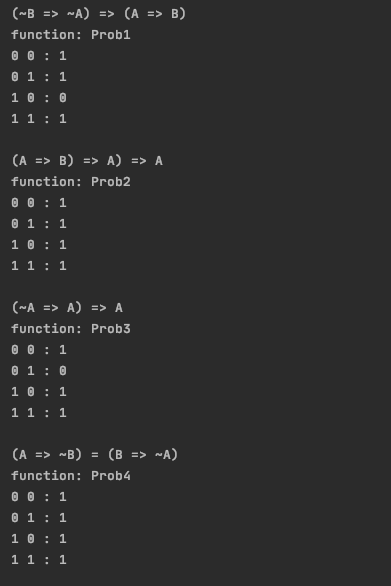 (~B => ~A) => (A => B)
function: Prob1
0 0 : 1
0 1 : 1
1 0 : 0
1 1 : 1
(A => B) => A) => A
function: Prob2
0 0 : 1
0 1 : 1
1 0 : 1
1 1 : 1
(~A => A) => A
function: Prob3
0 0 : 1
0 1 : 0
1 0 : 1
1 1 : 1
(A => ~B) = (B => ~A)
function: Prob4
0 0 : 1
0 1 : 1
1 0 : 1
1 1 : 1